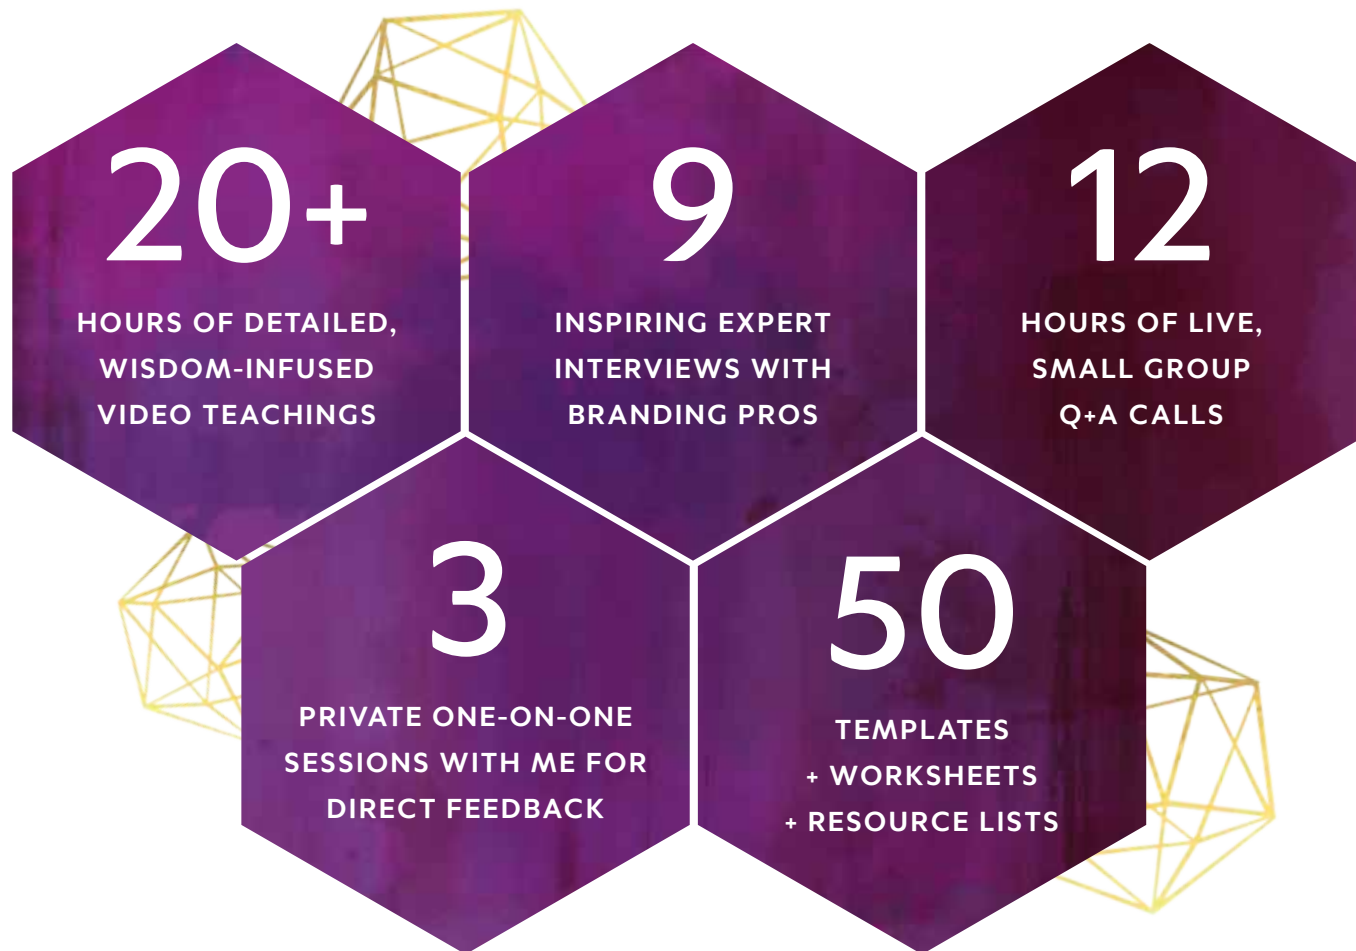 20+
HOURS OF DETAILED,
WISDOM-INFUSED
VIDEO TEACHINGS
9
INSPIRING EXPERT
INTERVIEWS WITH
BRANDING PROS
12
HOURS OF LIVE,
SMALL GROUP
Q+A CALLS
3
PRIVATE ONE-ON-ONE
SESSIONS WITH ME FOR
DIRECT FEEDBACK
50
TEMPLATES
+ WORKSHEETS
+ RESOURCE LISTS